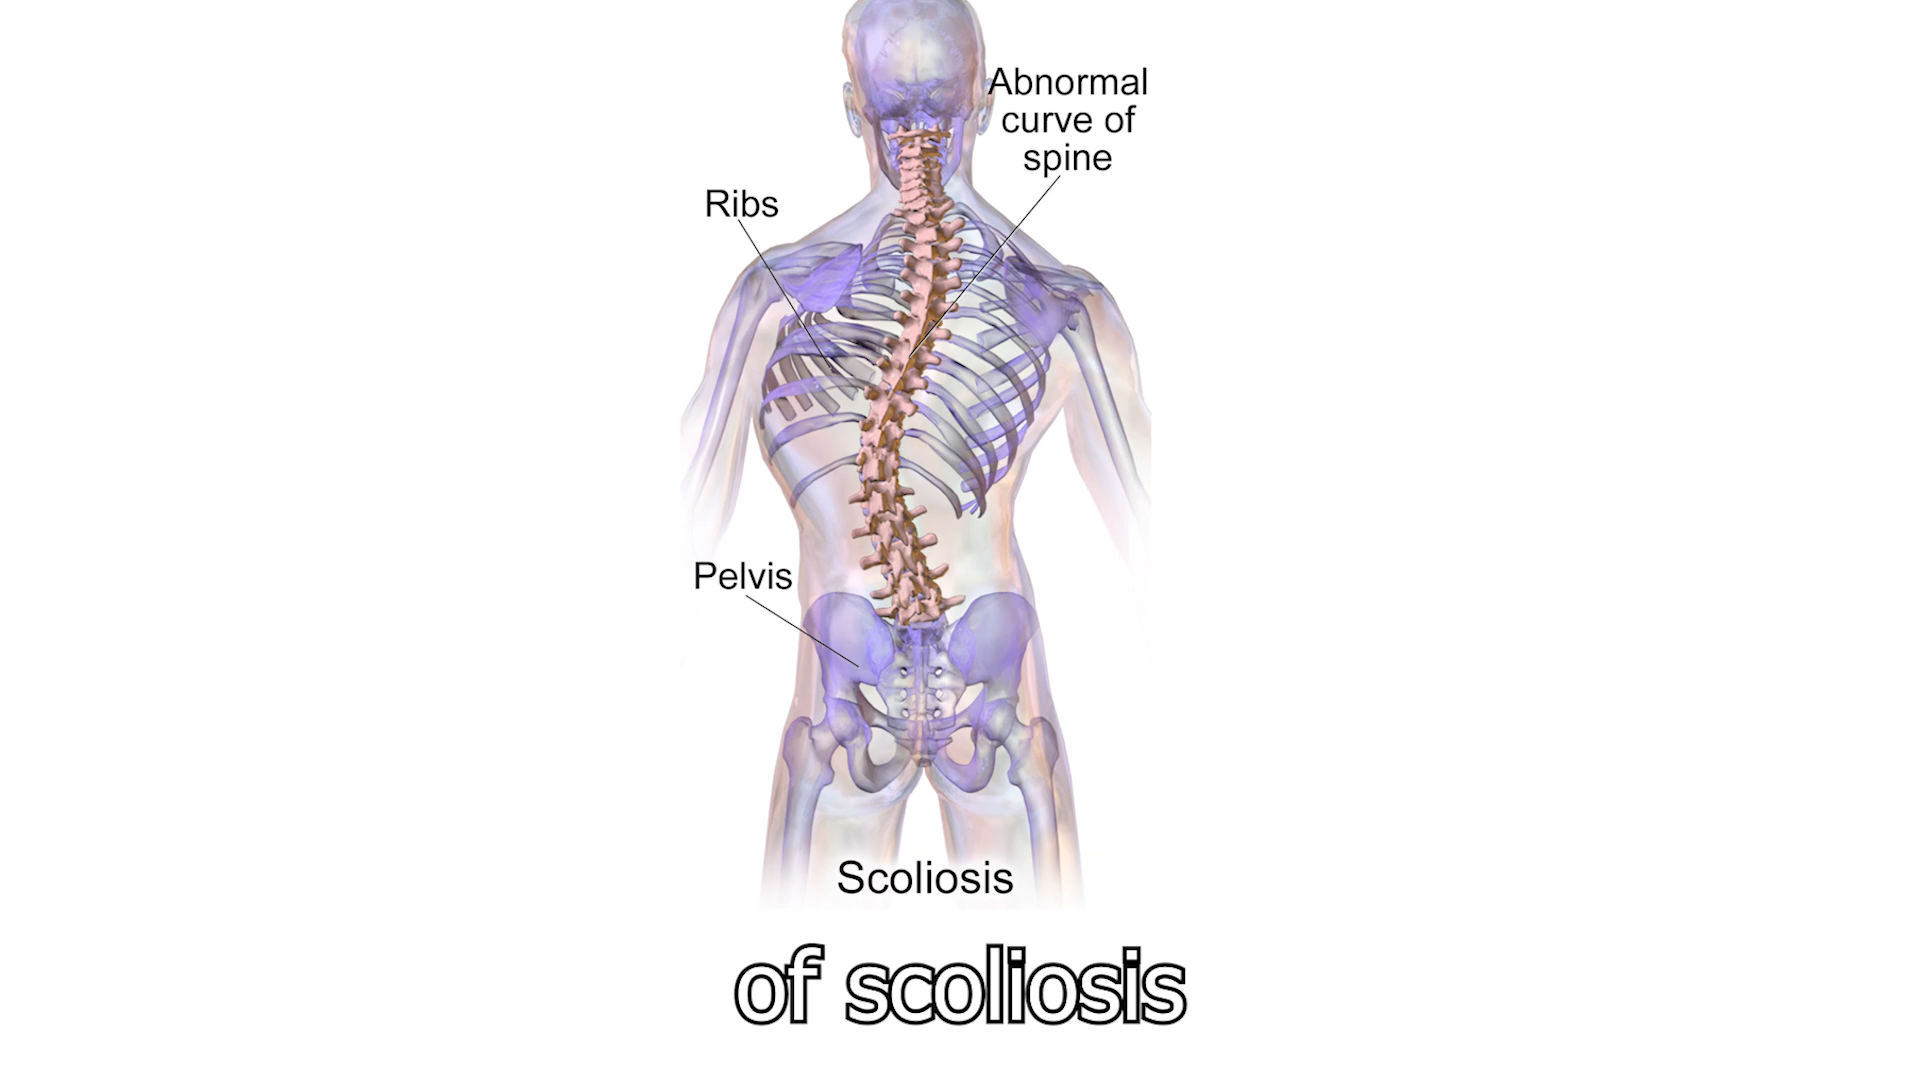 Abnormal
curve of
spine
Ribs
Pelvis
Scoliosis
of scoliosis